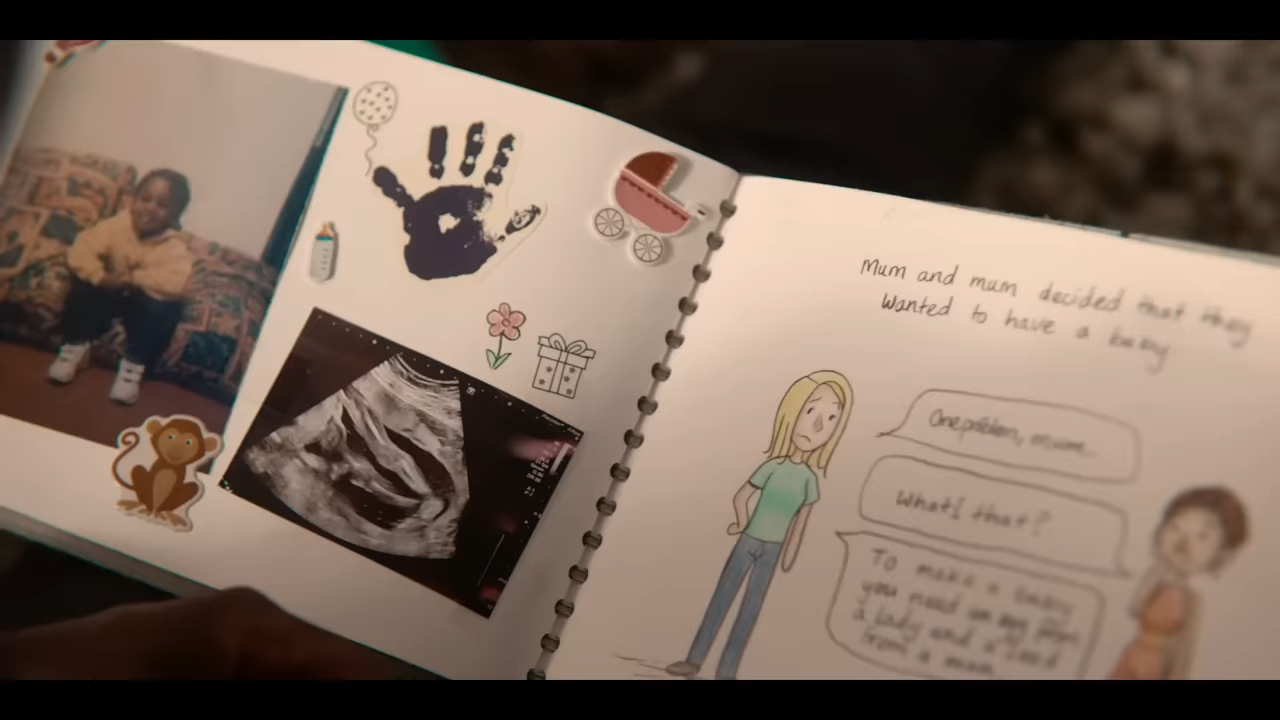 Mum and mum decided that they
wanted to have a baby
One problem, mum..
What's that?
To make a baby
you need an egg from
a lady and a seed
from a man